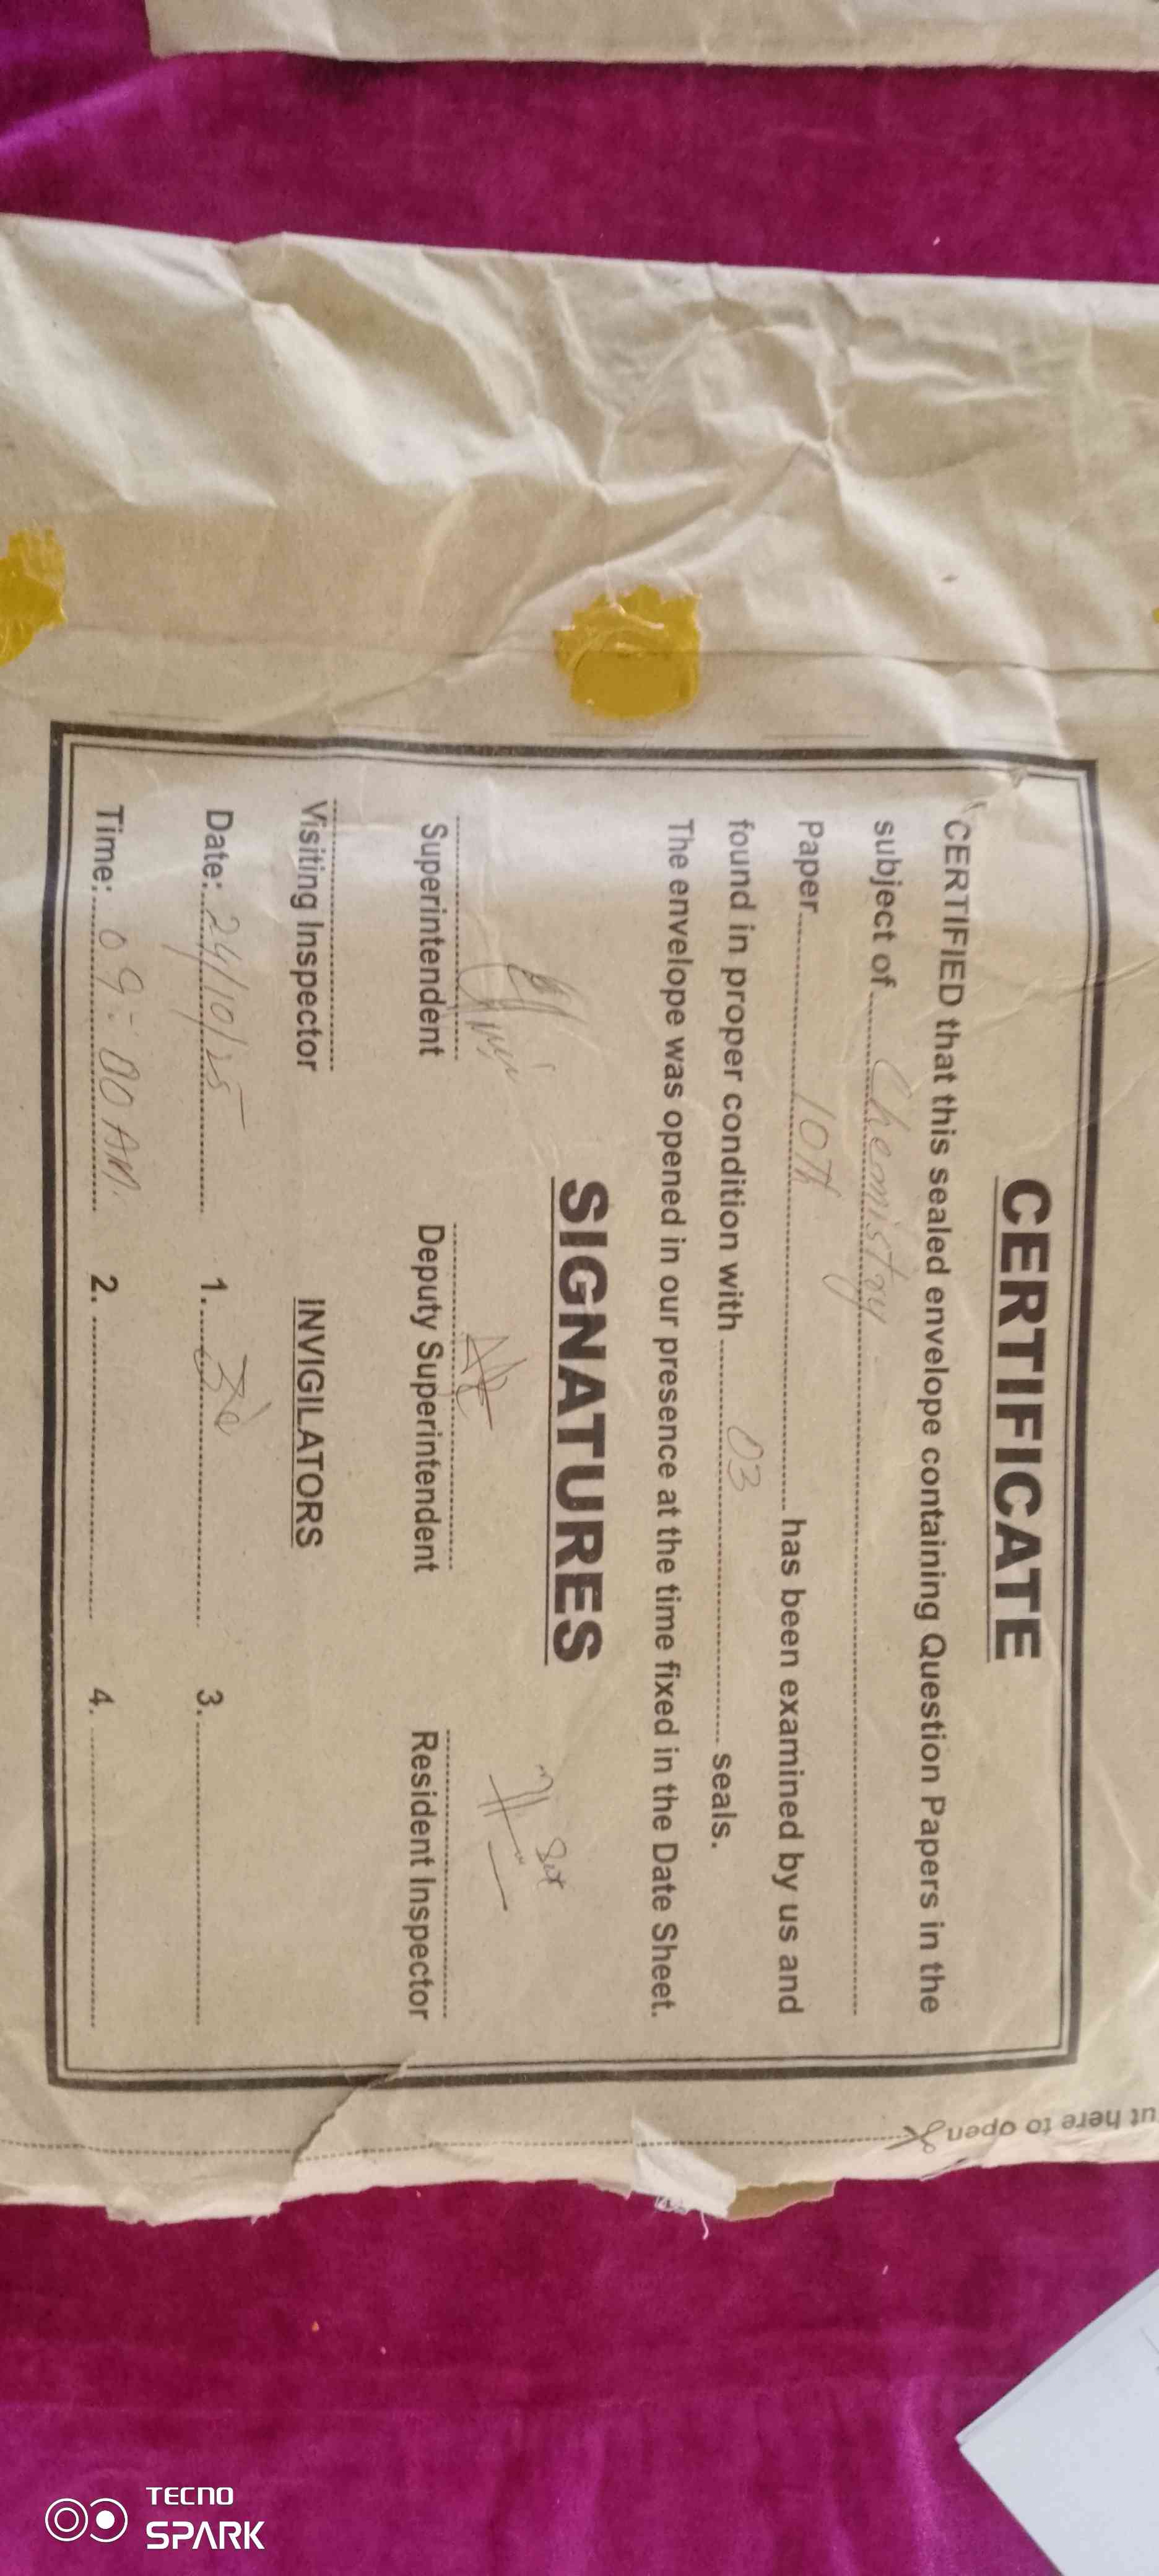 CERTIFICATE
CERTIFIED that this sealed envelope containing Question Papers in the
subject of Chemistry
Paper 10th has been examined by us and
found in proper condition with 03 seals.
The envelope was opened in our presence at the time fixed in the Date Sheet.
SIGNATURES
Superintendent Deputy Superintendent Resident Inspector
Visiting Inspector INVIGILATORS
Date: 24/10/25 1. 3.
Time: 09:00 AM. 2. 4.
ut here to open
TECNO
SPARK